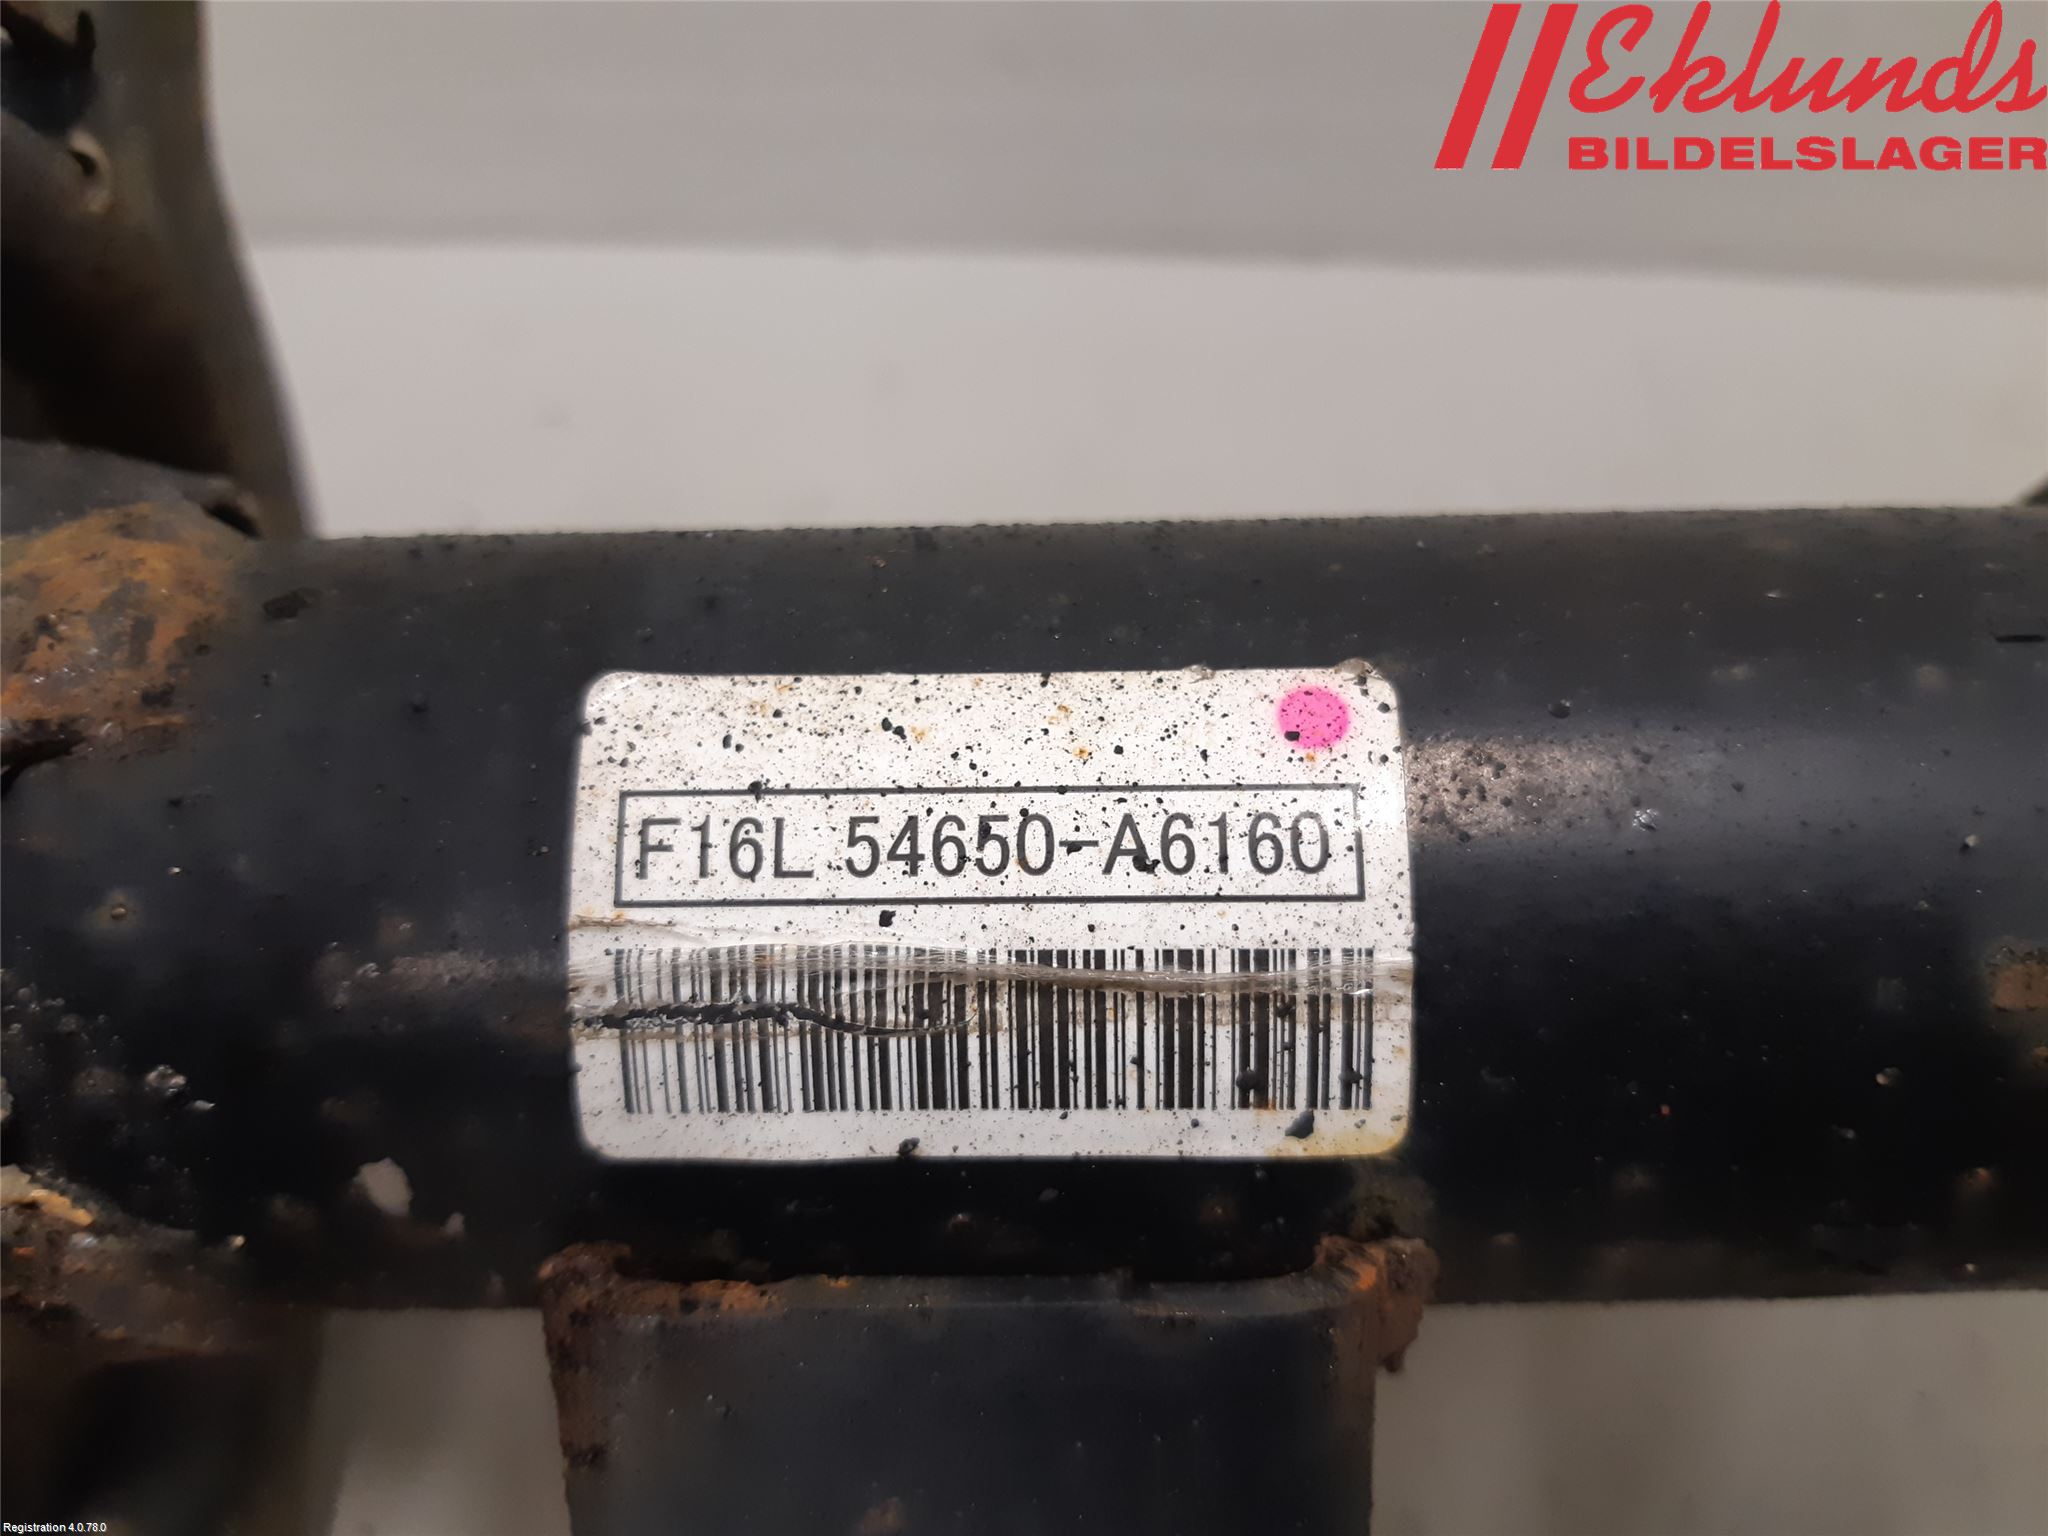 Eklunds
BILDELSLAGER
F16L 54650-A6160
Registration 4.0.78.0